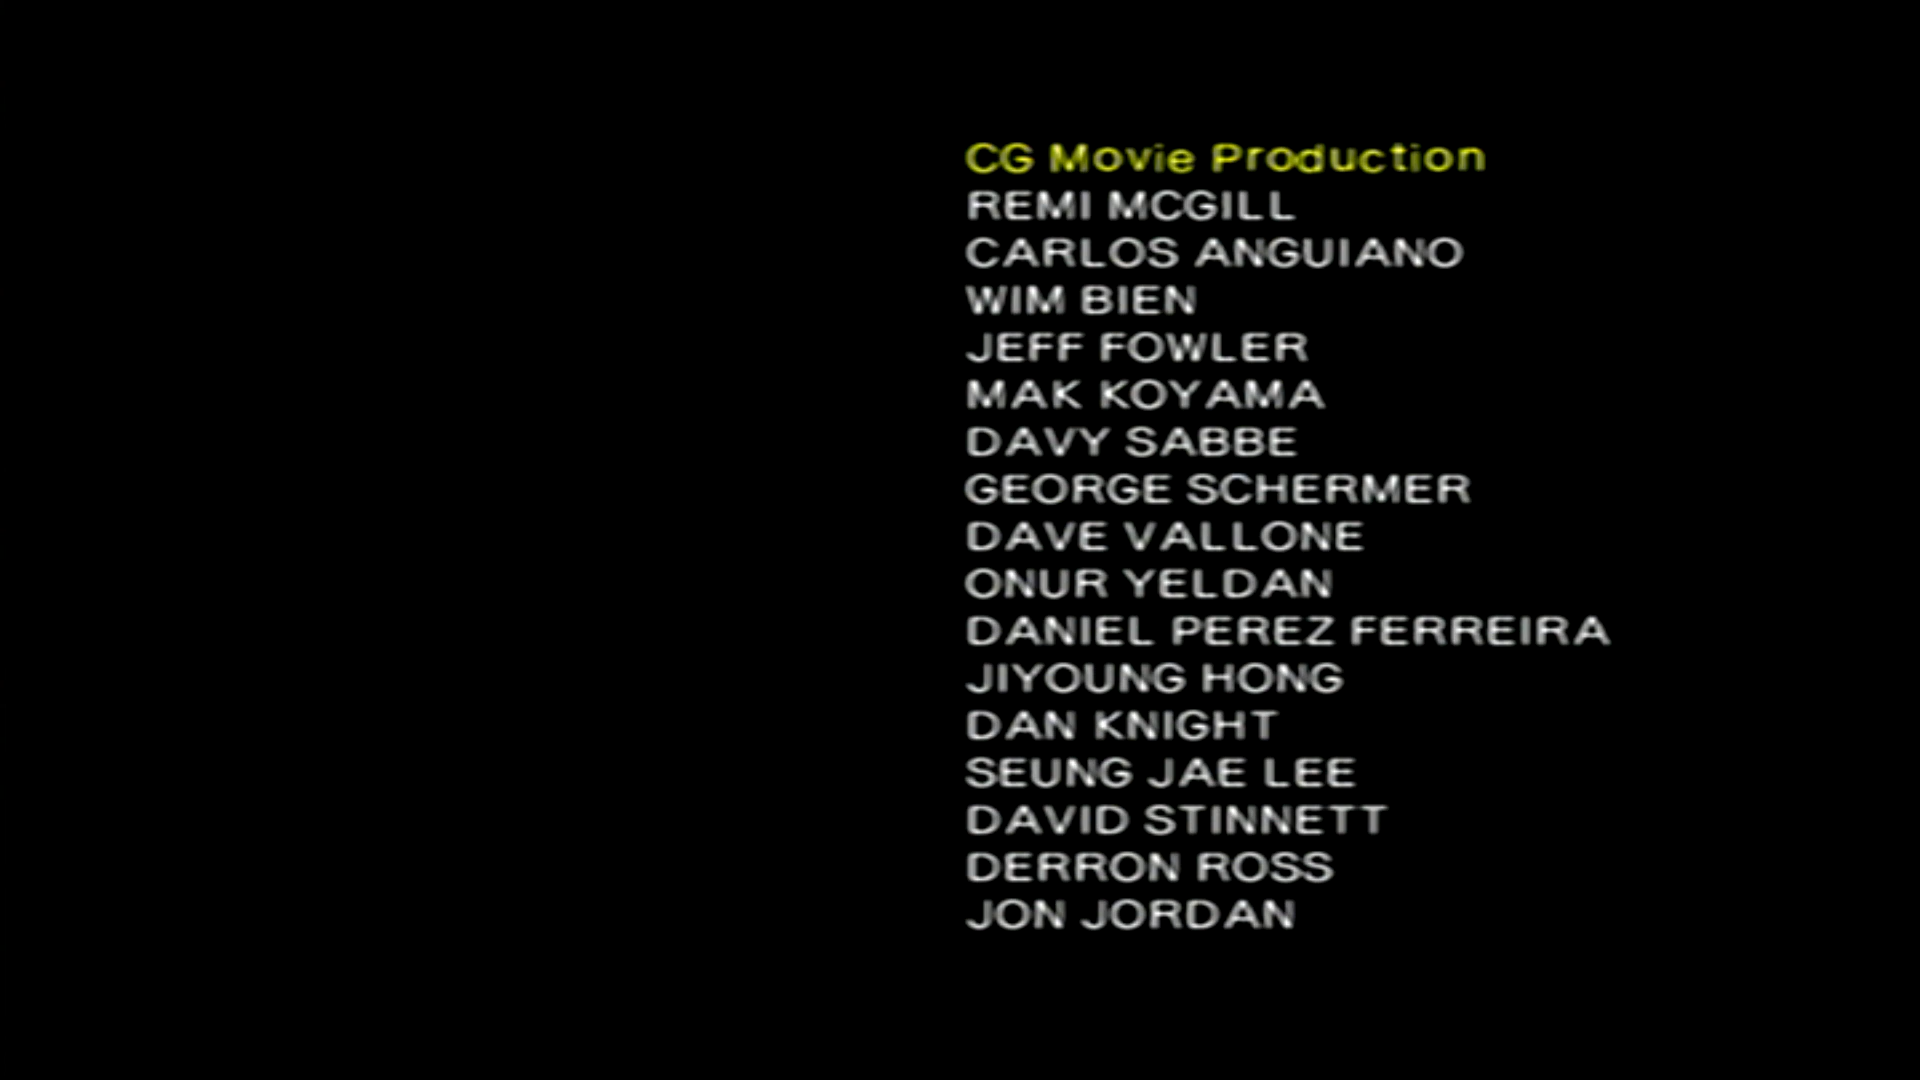 CG Movie Production
REMI MCGILL
CARLOS ANGUIANO
WIM BIEN
JEFF FOWLER
MAK KOYAMA
DAVY SABBE
GEORGE SCHERMER
DAVE VALLONE
ONUR YELDAN
DANIEL PEREZ FERREIRA
JIYOUNG HONG
DAN KNIGHT
SEUNG JAE LEE
DAVID STINNETT
DERRON ROSS
JON JORDAN